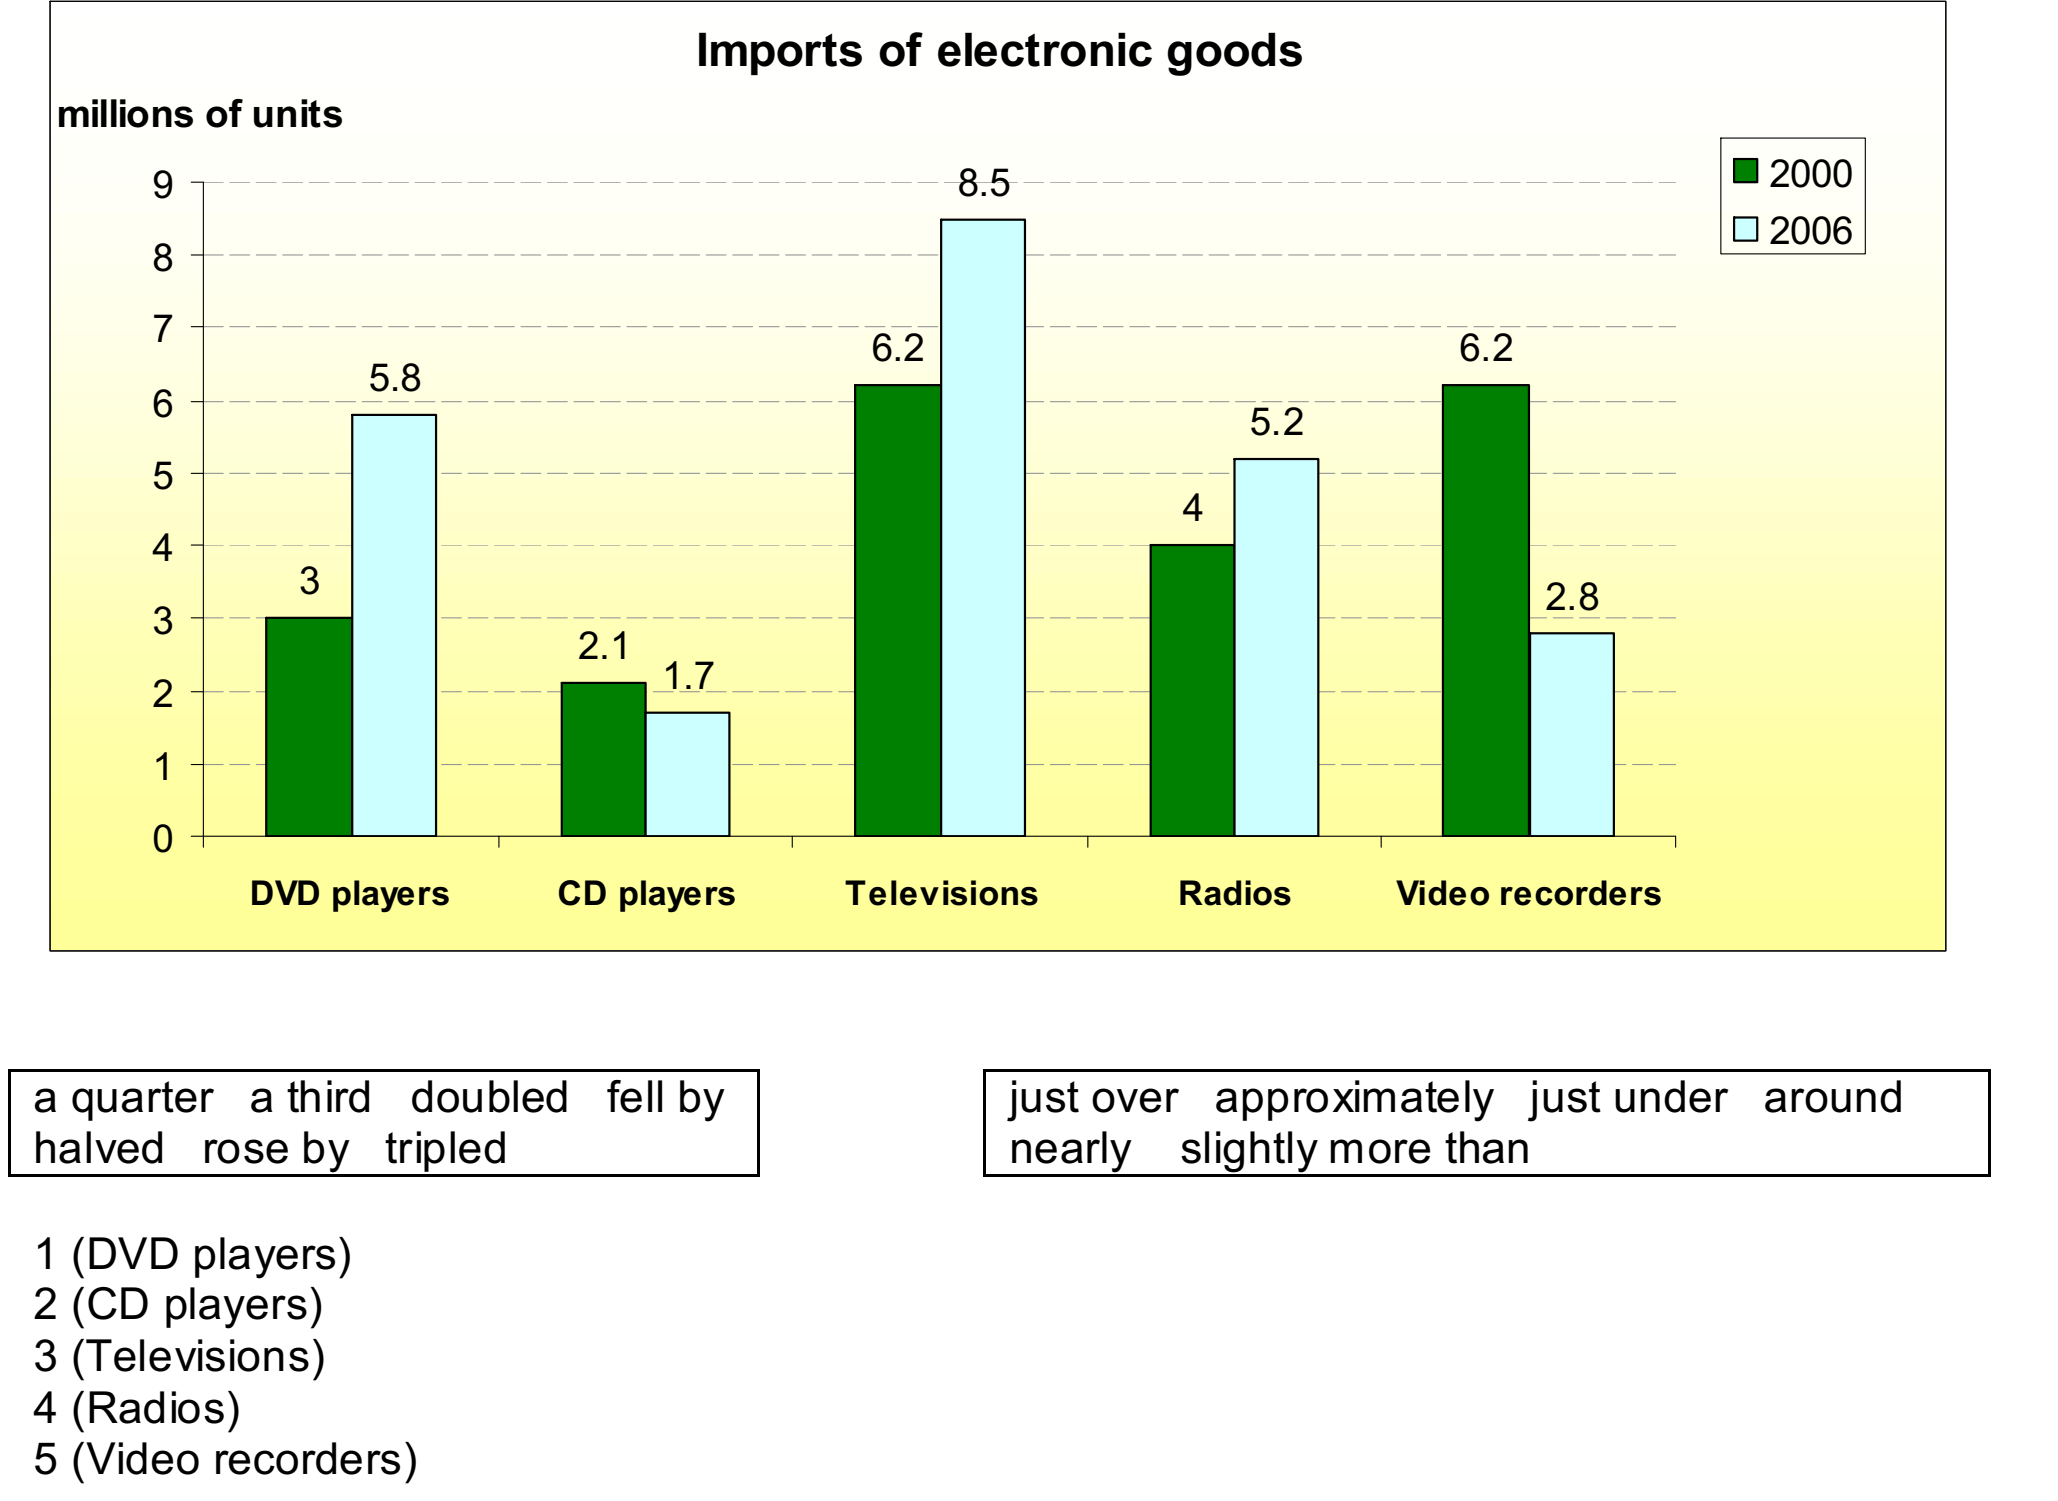 Imports of electronic goods
millions of units
2000
2006
9
8
7
6
5
4
3
2
1
0
3
5.8
2.1
1.7
6.2
8.5
4
5.2
6.2
2.8
DVD players
CD players
Televisions
Radios
Video recorders
a quarter a third doubled fell by
halved rose by tripled
just over approximately just under around
nearly slightly more than
1 (DVD players)
2 (CD players)
3 (Televisions)
4 (Radios)
5 (Video recorders)